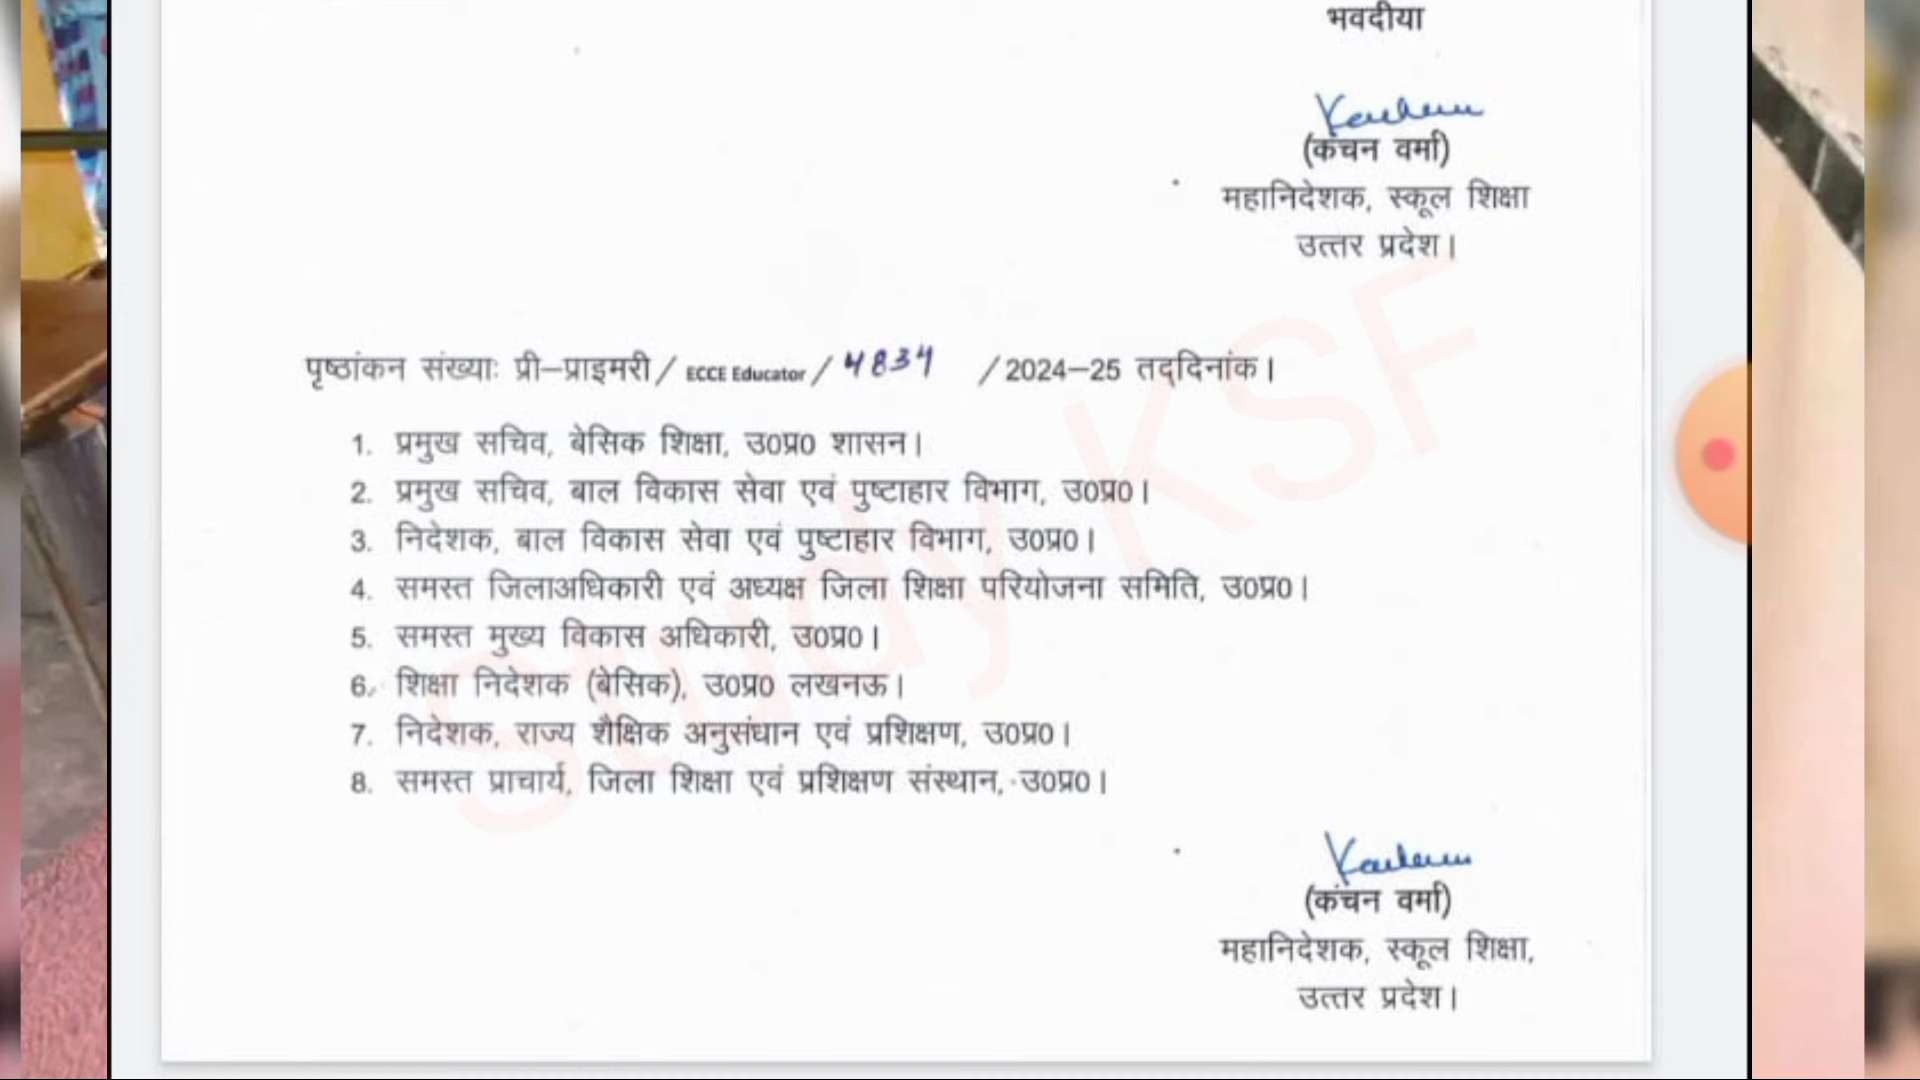 भवदीया
Kanchan
(कंचन वर्मा)
महानिदेशक, स्कूल शिक्षा
उत्तर प्रदेश।
पृष्ठांकन संख्याः प्री–प्राइमरी / ECCE Educator / 4834 / 2024–25 तद्दिनांक।
1. प्रमुख सचिव, बेसिक शिक्षा, उ0प्र0 शासन।
2. प्रमुख सचिव, बाल विकास सेवा एवं पुष्टाहार विभाग, उ0प्र0।
3. निदेशक, बाल विकास सेवा एवं पुष्टाहार विभाग, उ0प्र0।
4. समस्त जिलाअधिकारी एवं अध्यक्ष जिला शिक्षा परियोजना समिति, उ0प्र0।
5. समस्त मुख्य विकास अधिकारी, उ0प्र0।
6. शिक्षा निदेशक (बेसिक), उ0प्र0 लखनऊ।
7. निदेशक, राज्य शैक्षिक अनुसंधान एवं प्रशिक्षण, उ0प्र0।
8. समस्त प्राचार्य, जिला शिक्षा एवं प्रशिक्षण संस्थान, उ0प्र0।
Study KSF
Kanchan
(कंचन वर्मा)
महानिदेशक, स्कूल शिक्षा,
उत्तर प्रदेश।